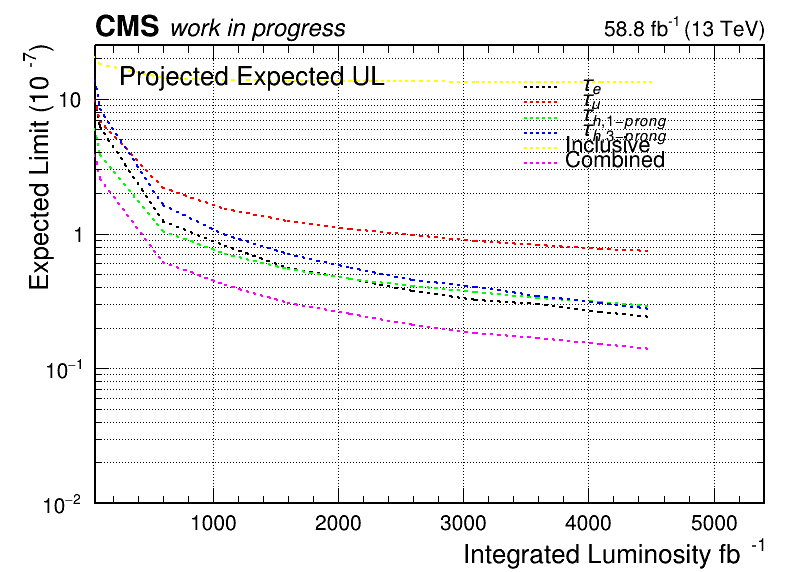 CMS work in progress 58.8 fb⁻¹ (13 TeV)
Projected Expected UL
τe
τμ
τh,1−prong
τh,3−prong
Inclusive
Combined
Expected Limit (10 ⁻⁷)
10
1
10⁻¹
10⁻²
1000 2000 3000 4000 5000
Integrated Luminosity fb ⁻¹